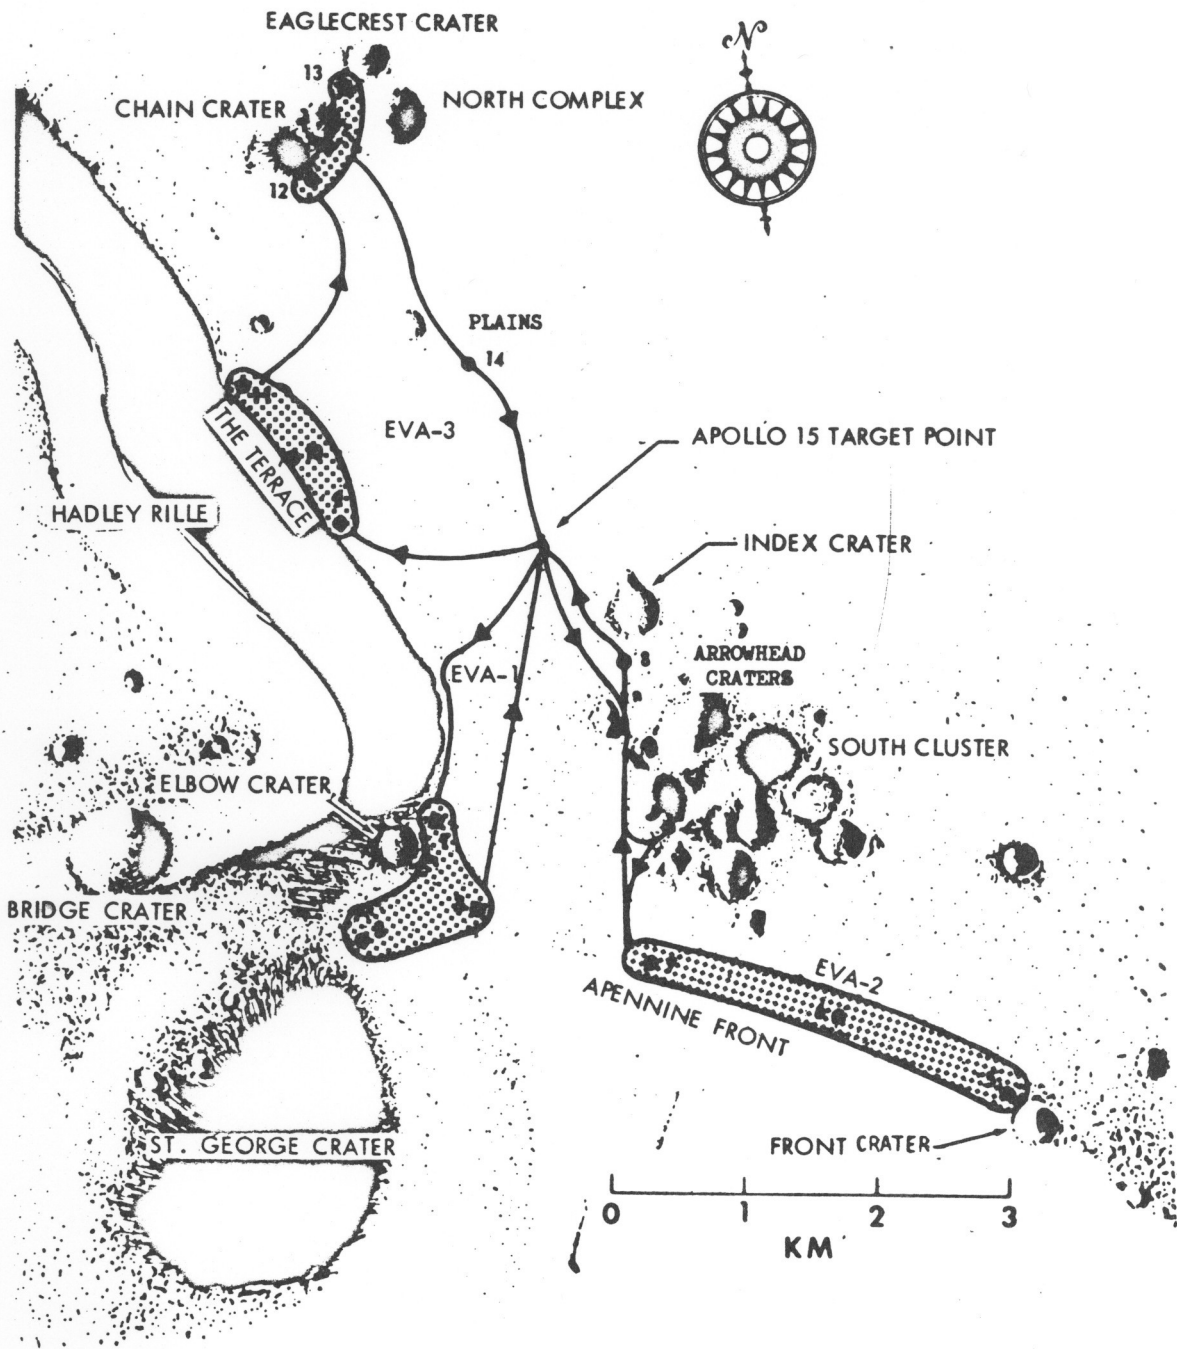 EAGLECREST CRATER
N
13
CHAIN CRATER
NORTH COMPLEX
12
PLAINS
14
EVA-3
APOLLO 15 TARGET POINT
THE TERRACE
HADLEY RILLE
INDEX CRATER
8
ARROWHEAD
CRATERS
EVA-1
SOUTH CLUSTER
ELBOW CRATER
BRIDGE CRATER
EVA-2
APENNINE FRONT
ST. GEORGE CRATER
FRONT CRATER
0 1 2 3
KM